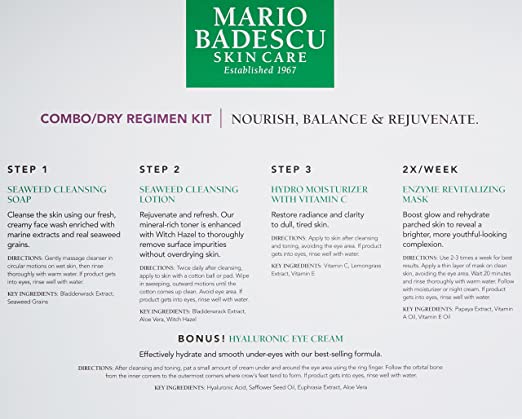 MARIO
BADESCU
SKIN CARE
Established 1967
COMBO/DRY REGIMEN KIT | NOURISH, BALANCE & REJUVENATE.
STEP 1
SEAWEED CLEANSING
SOAP
Cleanse the skin using our fresh,
creamy face wash enriched with
marine extracts and real seaweed
grains.
DIRECTIONS: Gently massage cleanser in
circular motions on wet skin, then rinse
thoroughly with warm water. If product gets
into eyes, rinse well with water.
KEY INGREDIENTS: Bladderwrack Extract,
Seaweed Grains
STEP 2
SEAWEED CLEANSING
LOTION
Rejuvenate and refresh. Our
mineral-rich toner is enhanced
with Witch Hazel to thoroughly
remove surface impurities
without overdrying skin.
DIRECTIONS: Twice daily after cleansing,
apply to skin with a cotton ball or pad. Wipe
in sweeping, outward motions until the
cotton comes up clean. Avoid eye area. If
product gets into eyes, rinse well with water.
KEY INGREDIENTS: Bladderwrack Extract,
Aloe Vera, Witch Hazel
STEP 3
HYDRO MOISTURIZER
WITH VITAMIN C
Restore radiance and clarity
to dull, tired skin.
DIRECTIONS: Apply to skin after cleansing
and toning, avoiding the eye area. If product
gets into eyes, rinse well with water.
KEY INGREDIENTS: Vitamin C, Lemongrass
Extract, Vitamin E
2X/WEEK
ENZYME REVITALIZING
MASK
Boost glow and rehydrate
parched skin to reveal a
brighter, more youthful-looking
complexion.
DIRECTIONS: Use 2-3 times a week for best
results. Apply a thin layer of mask on clean
skin, avoiding the eye area. Wait 20 minutes
and rinse thoroughly with warm water. Follow
with moisturizer or night cream. If product
gets into eyes, rinse well with water.
KEY INGREDIENTS: Papaya Extract, Vitamin
A Oil, Vitamin E Oil
BONUS! HYALURONIC EYE CREAM
Effectively hydrate and smooth under-eyes with our best-selling formula.
DIRECTIONS: After cleansing and toning, pat a small amount of cream under and around the eye area using the ring finger. Follow the orbital bone
from the inner corners to the outermost corners where crow's feet tend to form. If product gets into eyes, rinse well with water.
KEY INGREDIENTS: Hyaluronic Acid, Safflower Seed Oil, Euphrasia Extract, Aloe Vera